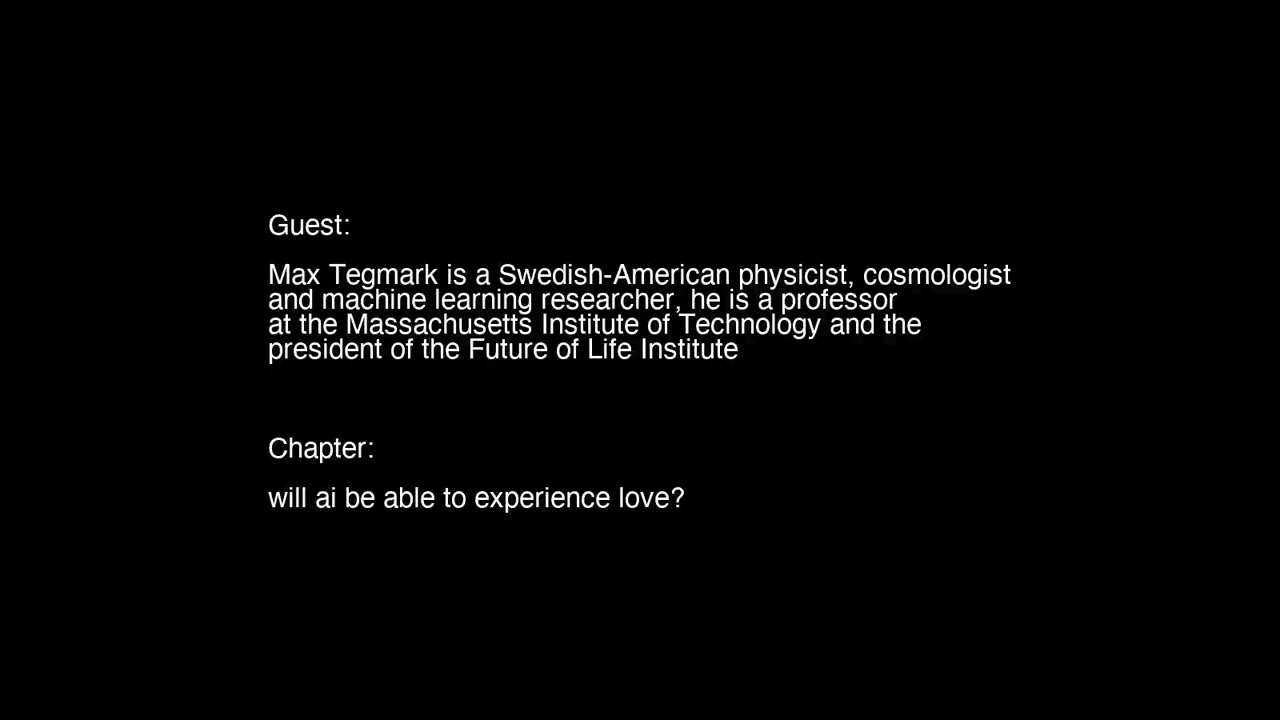 Guest:
Max Tegmark is a Swedish-American physicist, cosmologist
and machine learning researcher, he is a professor
at the Massachusetts Institute of Technology and the
president of the Future of Life Institute
Chapter:
will ai be able to experience love?